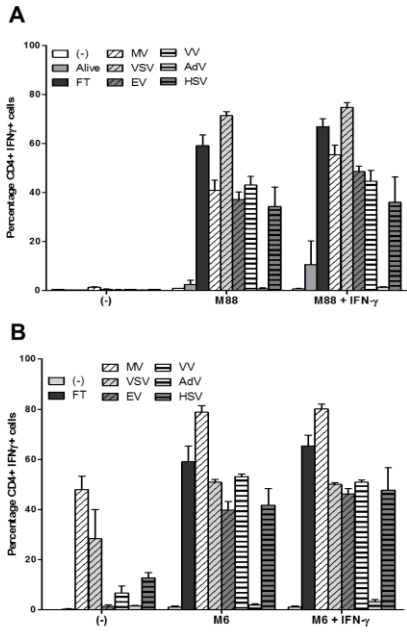 A
100
80
60
40
20
0
Percentage CD4+ IFNγ+ cells
(-) MV VV
Alive VSV AdV
FT EV HSV
(-) M88 M88 + IFN-γ
B
100
80
60
40
20
0
Percentage CD4+ IFNγ+ cells
MV VV
(-) VSV AdV
FT EV HSV
(-) M6 M6 + IFN-γ